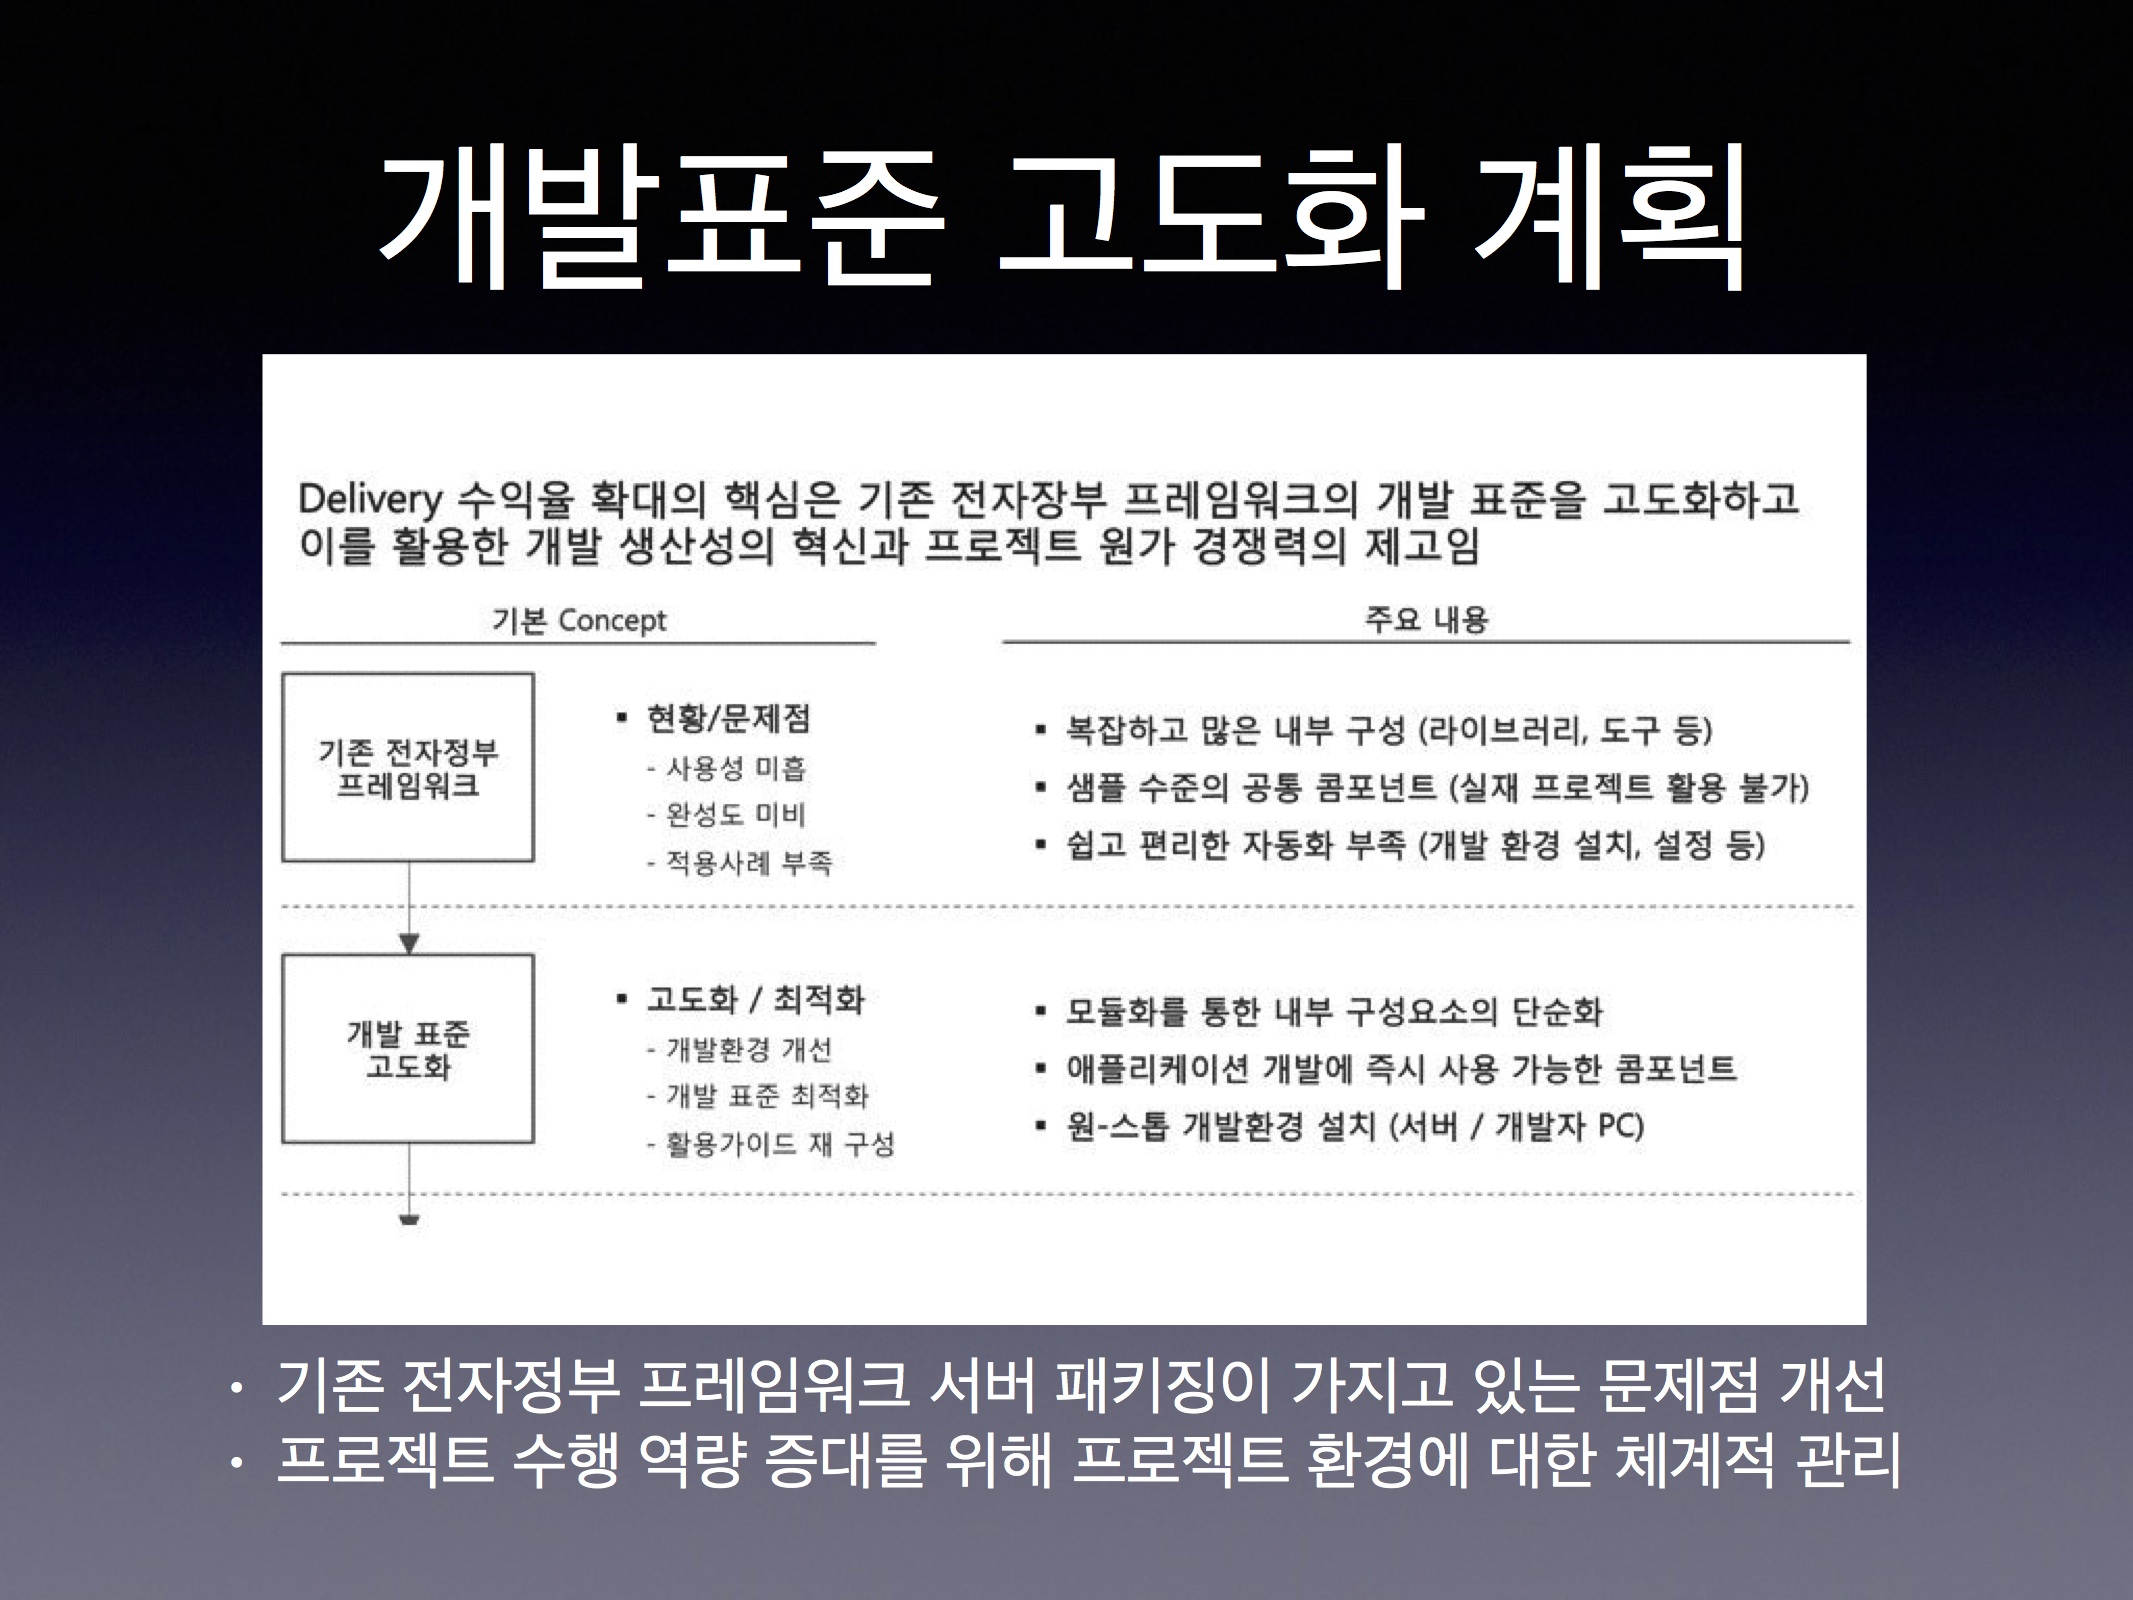 개발표준 고도화 계획
Delivery 수익율 확대의 핵심은 기존 전자장부 프레임워크의 개발 표준을 고도화하고
이를 활용한 개발 생산성의 혁신과 프로젝트 원가 경쟁력의 제고임
기본 Concept
주요 내용
기존 전자정부
프레임워크
▪ 현황/문제점
- 사용성 미흡
- 완성도 미비
- 적용사례 부족
▪ 복잡하고 많은 내부 구성 (라이브러리, 도구 등)
▪ 샘플 수준의 공통 콤포넌트 (실재 프로젝트 활용 불가)
▪ 쉽고 편리한 자동화 부족 (개발 환경 설치, 설정 등)
개발 표준
고도화
▪ 고도화 / 최적화
- 개발환경 개선
- 개발 표준 최적화
- 활용가이드 재 구성
▪ 모듈화를 통한 내부 구성요소의 단순화
▪ 애플리케이션 개발에 즉시 사용 가능한 콤포넌트
▪ 원-스톱 개발환경 설치 (서버 / 개발자 PC)
• 기존 전자정부 프레임워크 서버 패키징이 가지고 있는 문제점 개선
• 프로젝트 수행 역량 증대를 위해 프로젝트 환경에 대한 체계적 관리